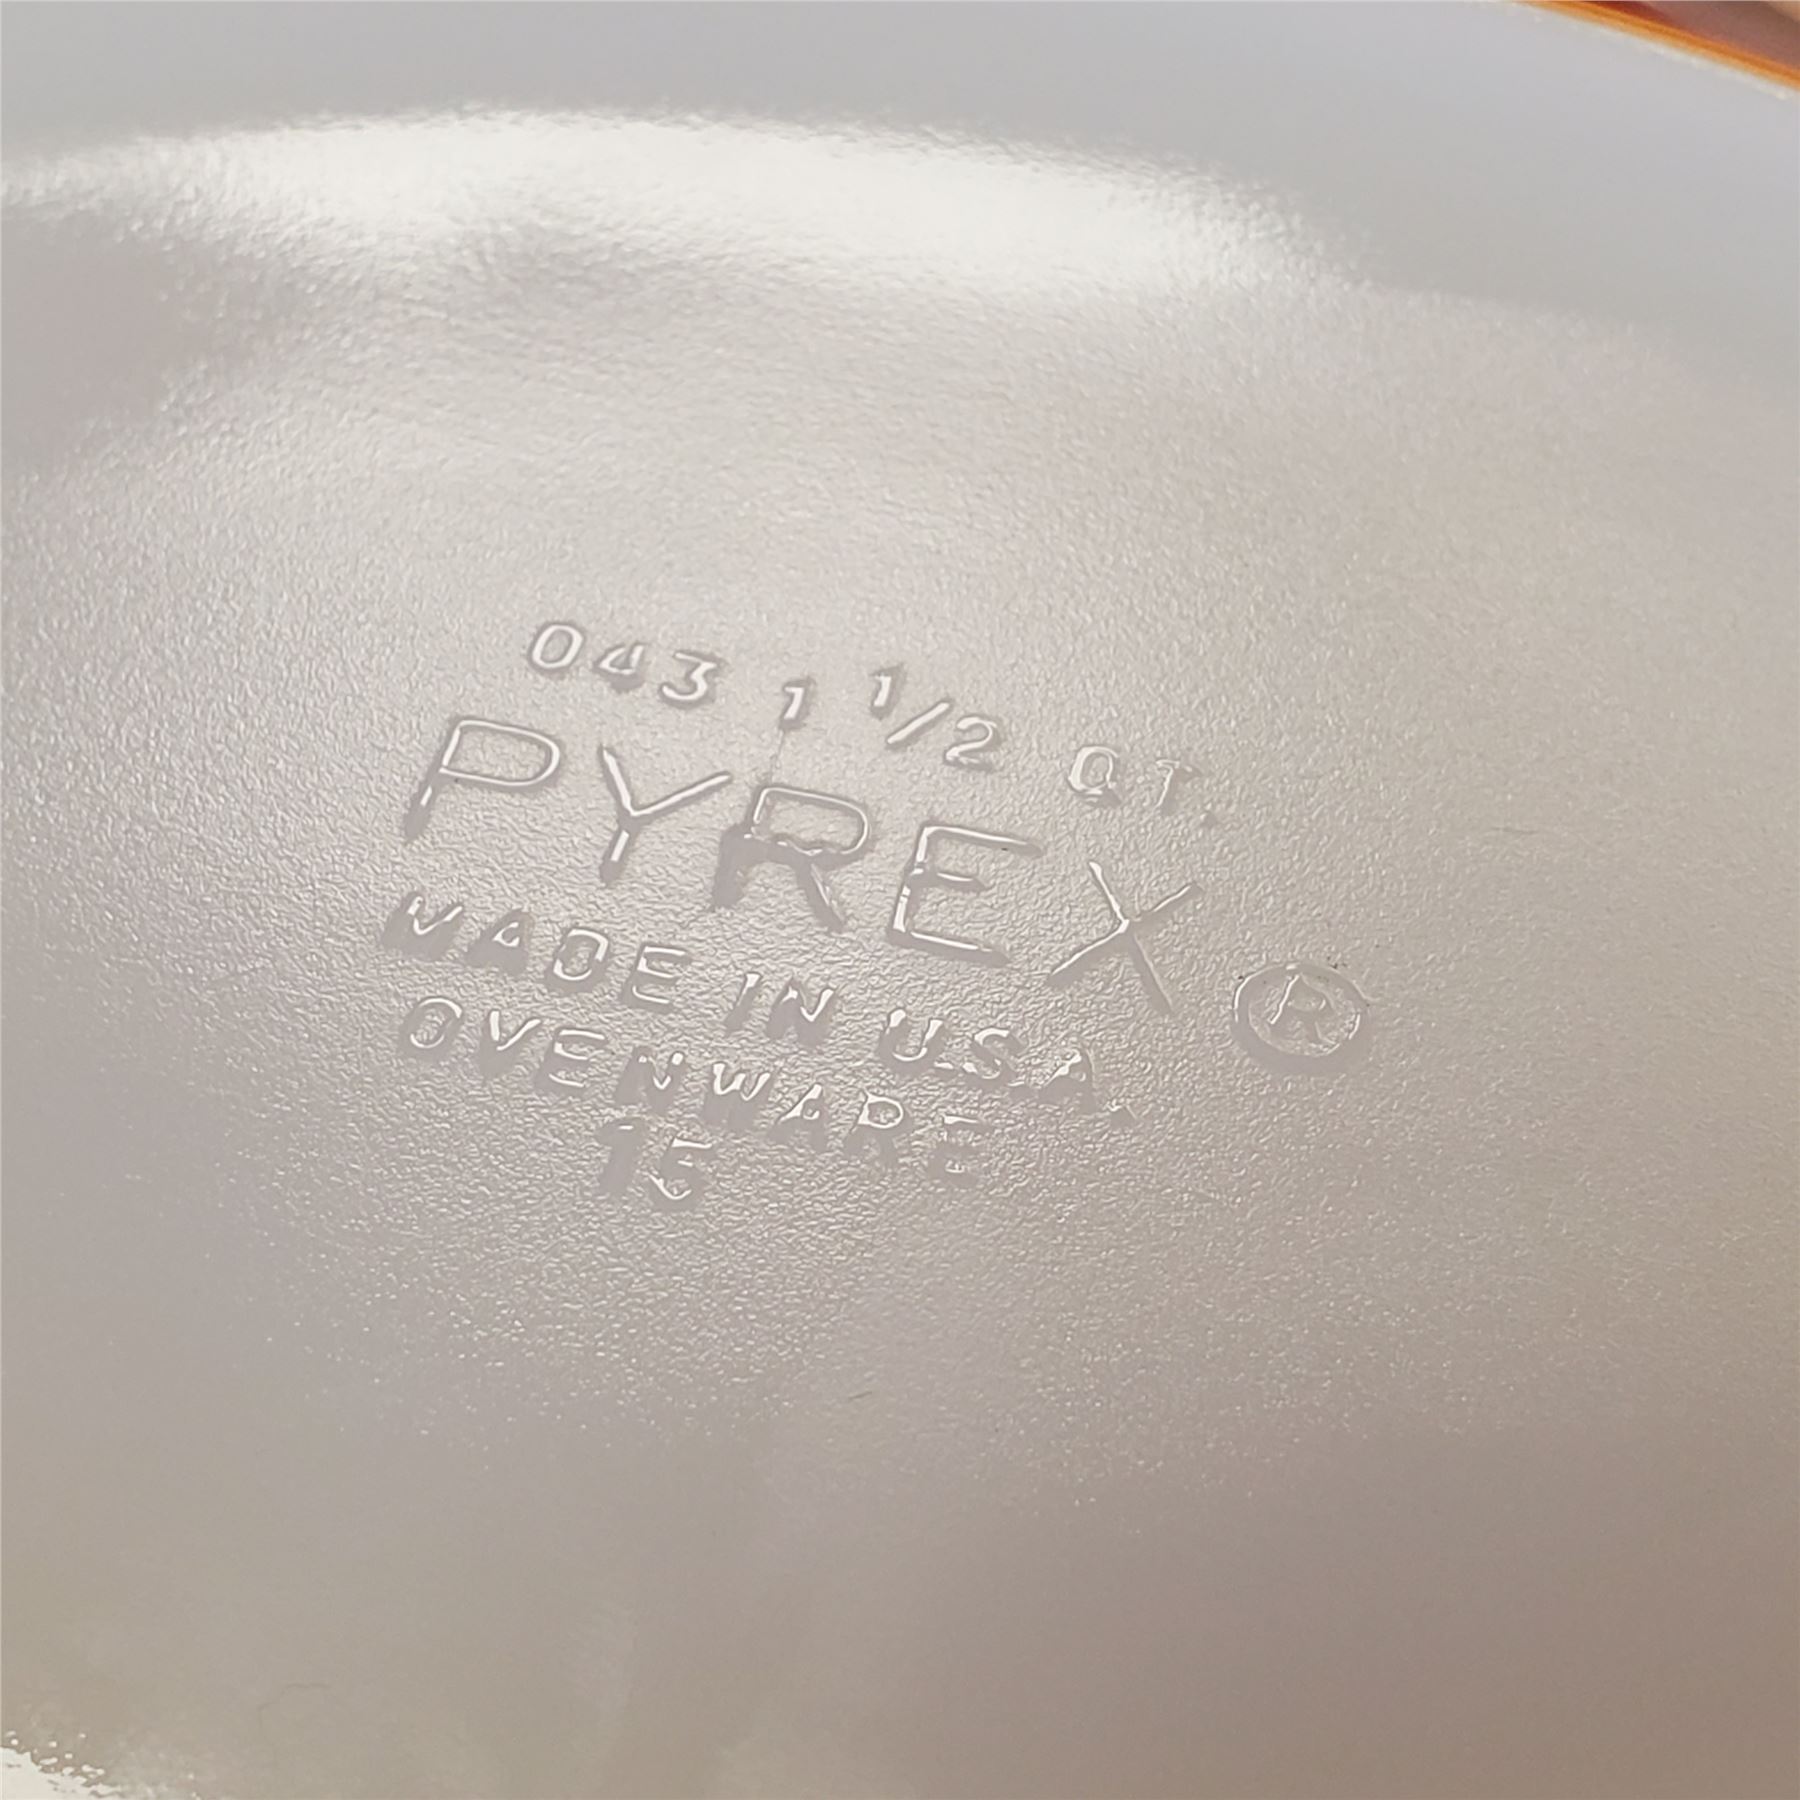 043 1 1/2 QT.
PYREX ®
MADE IN U.S.A.
OVENWARE
15